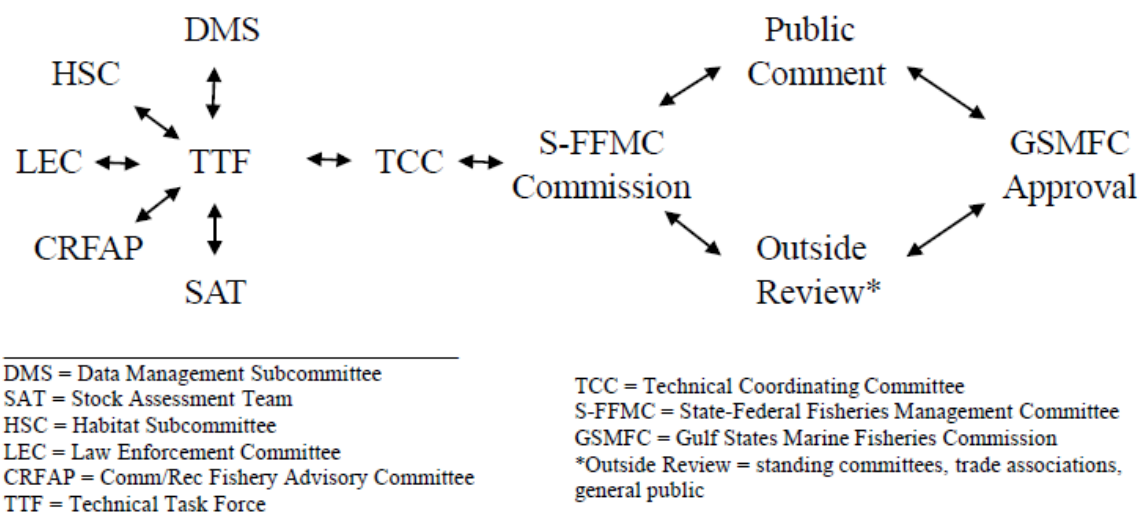 DMS
HSC
LEC
TTF
CRFAP
SAT
TCC
S-FFMC
Commission
Public
Comment
Outside
Review*
GSMFC
Approval
DMS = Data Management Subcommittee
SAT = Stock Assessment Team
HSC = Habitat Subcommittee
LEC = Law Enforcement Committee
CRFAP = Comm/Rec Fishery Advisory Committee
TTF = Technical Task Force
TCC = Technical Coordinating Committee
S-FFMC = State-Federal Fisheries Management Committee
GSMFC = Gulf States Marine Fisheries Commission
*Outside Review = standing committees, trade associations,
general public